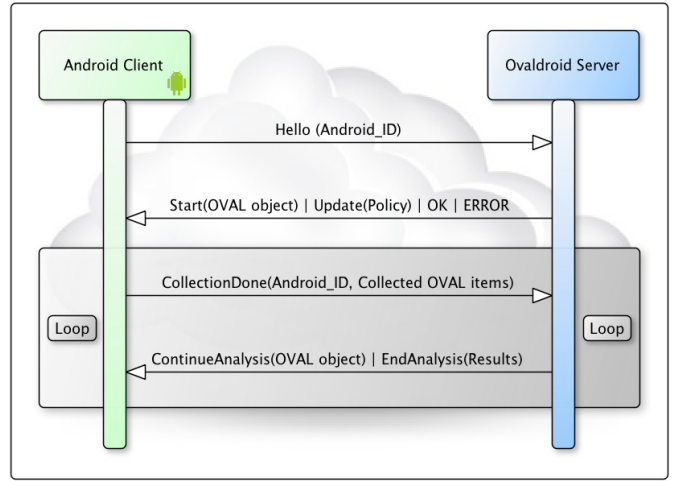 Android Client
Ovaldroid Server
Hello (Android_ID)
Start(OVAL object) | Update(Policy) | OK | ERROR
CollectionDone(Android_ID, Collected OVAL items)
Loop
Loop
ContinueAnalysis(OVAL object) | EndAnalysis(Results)